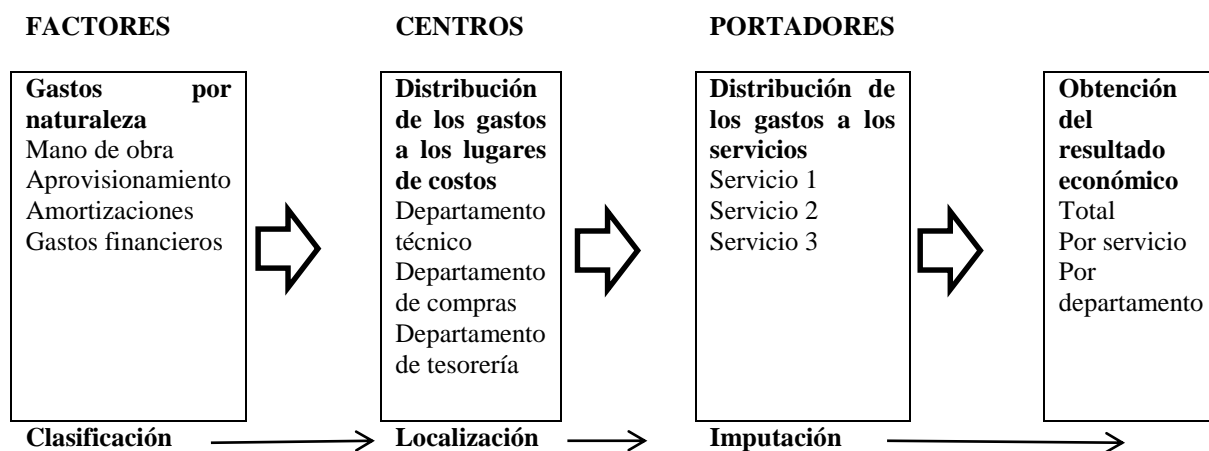 FACTORES
CENTROS
PORTADORES
Gastos por
naturaleza
Mano de obra
Aprovisionamiento
Amortizaciones
Gastos financieros
Distribución
de los gastos
a los lugares
de costos
Departamento
técnico
Departamento
de compras
Departamento
de tesorería
Distribución de
los gastos a los
servicios
Servicio 1
Servicio 2
Servicio 3
Obtención
del
resultado
económico
Total
Por servicio
Por
departamento
Clasificación
Localización
Imputación